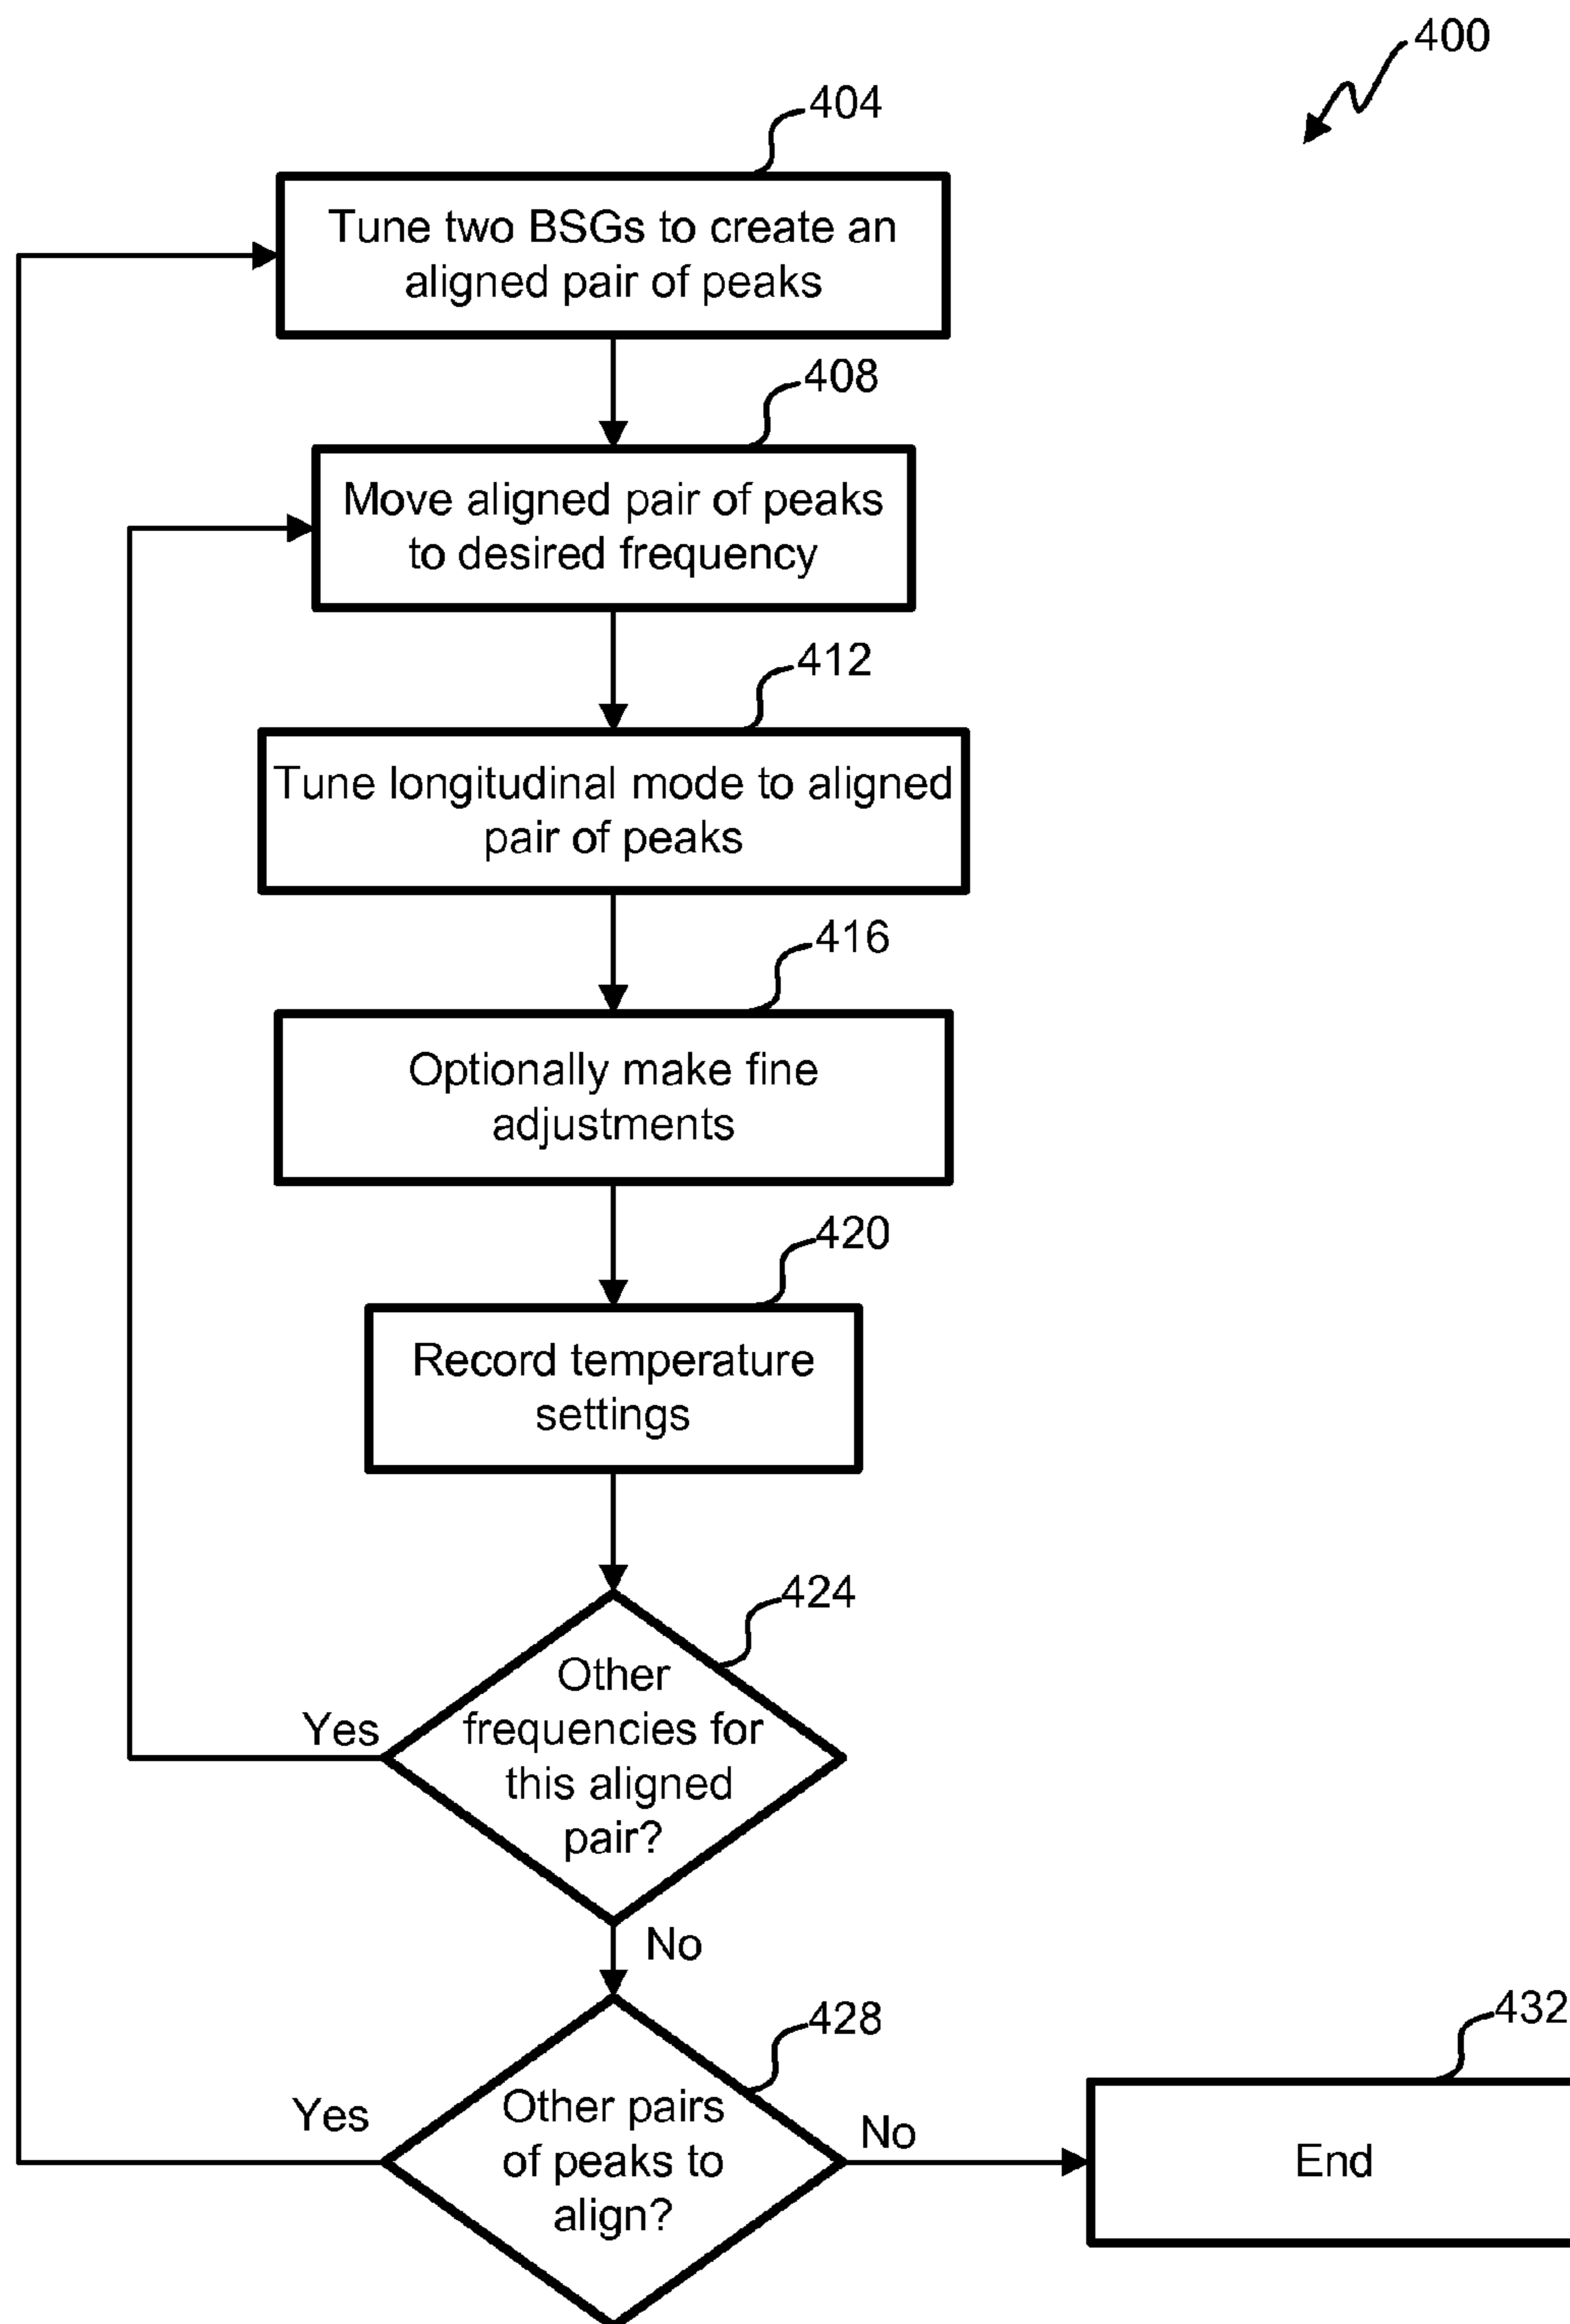 400
404
Tune two BSGs to create an
aligned pair of peaks
408
Move aligned pair of peaks
to desired frequency
412
Tune longitudinal mode to aligned
pair of peaks
416
Optionally make fine
adjustments
420
Record temperature
settings
424
Other
frequencies for
this aligned
pair?
Yes
No
428
Other pairs
of peaks to
align?
Yes
No
432
End